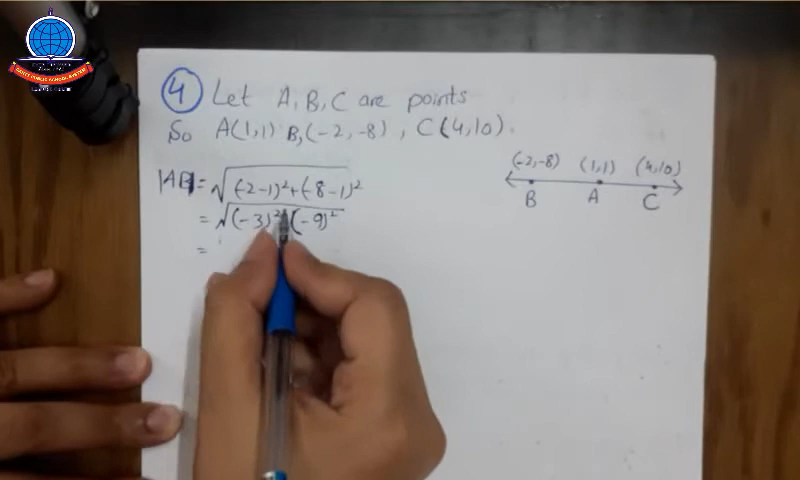 ④ Let A, B, C are points
So A(1,1) B,(-2,-8), C(4,10).
|AB| = √(-2-1)²+(-8-1)²
= √(-3)² (-9)²
=
(-2,-8) (1,1) (4,10)
B A C